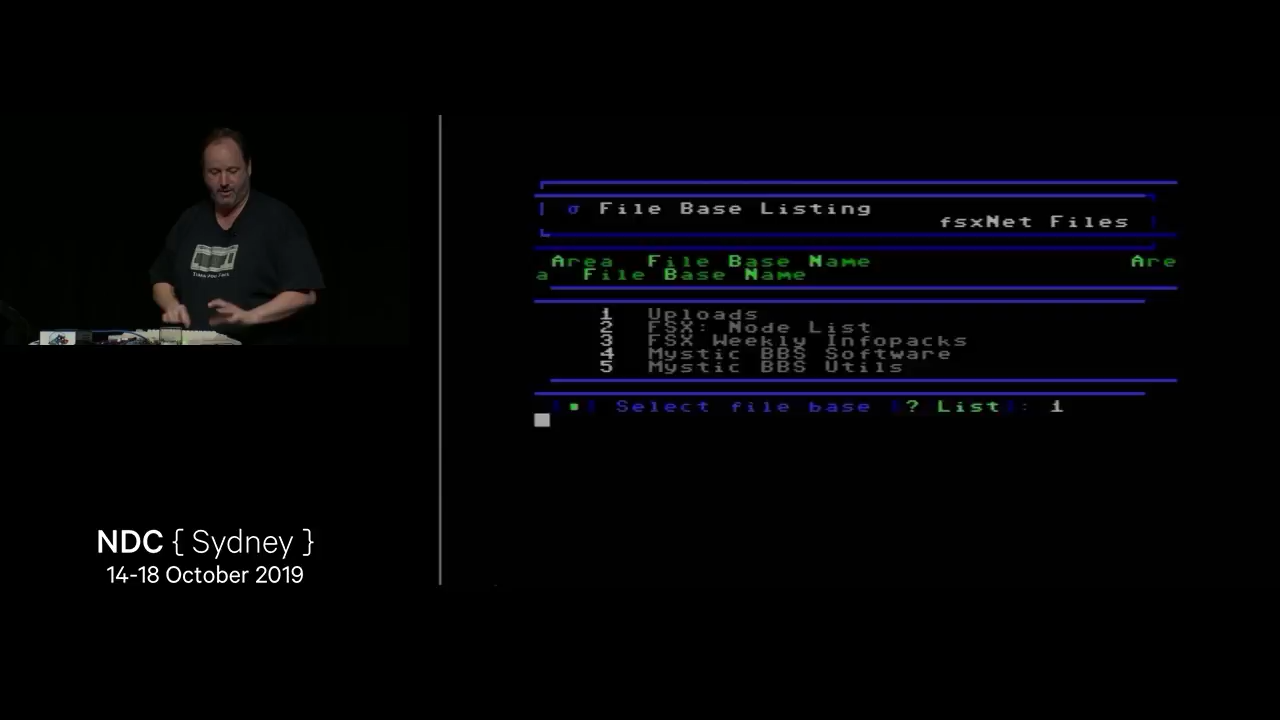 σ File Base Listing
fsxNet Files
Area File Base Name Are
a File Base Name
1 Uploads
2 FSX: Node List
3 FSX Weekly Infopacks
4 Mystic BBS Software
5 Mystic BBS Utils
Select file base ? List : 1
NDC { Sydney }
14-18 October 2019